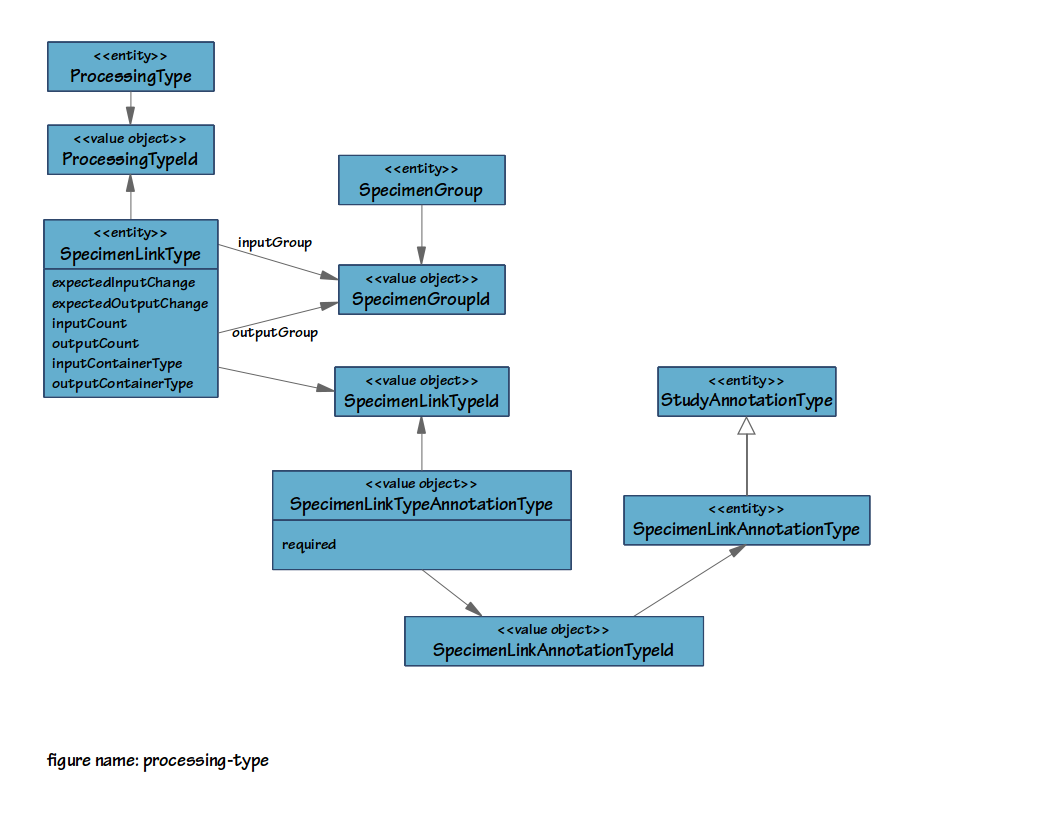 <<entity>>
ProcessingType
<<value object>>
ProcessingTypeId
<<entity>>
SpecimenGroup
<<entity>>
SpecimenLinkType
expectedInputChange
expectedOutputChange
inputCount
outputCount
inputContainerType
outputContainerType
inputGroup
<<value object>>
SpecimenGroupId
outputGroup
<<value object>>
SpecimenLinkTypeId
<<entity>>
StudyAnnotationType
<<value object>>
SpecimenLinkTypeAnnotationType
required
<<entity>>
SpecimenLinkAnnotationType
<<value object>>
SpecimenLinkAnnotationTypeId
figure name: processing-type